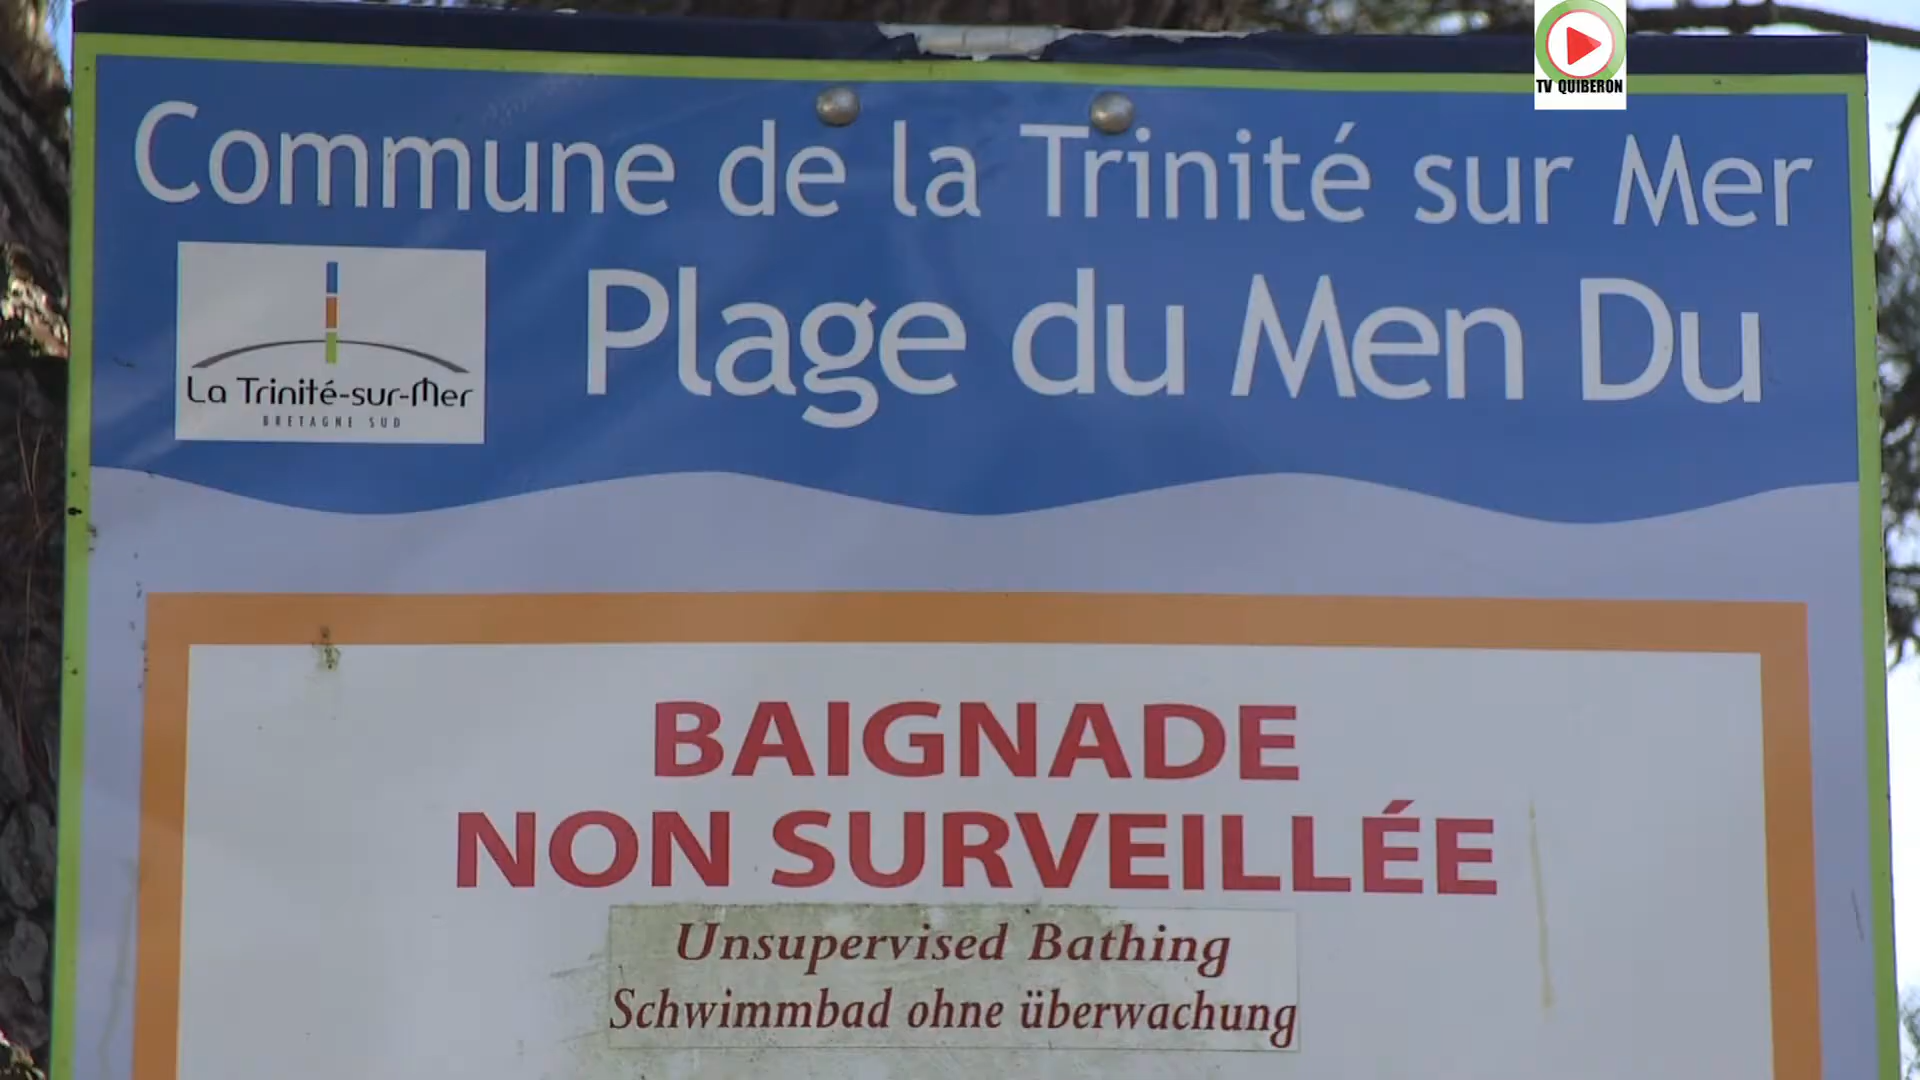 TV QUIBERON
Commune de la Trinité sur Mer
Plage du Men Du
La Trinité-sur-Mer
BRETAGNE SUD
BAIGNADE
NON SURVEILLÉE
Unsupervised Bathing
Schwimmbad ohne überwachung